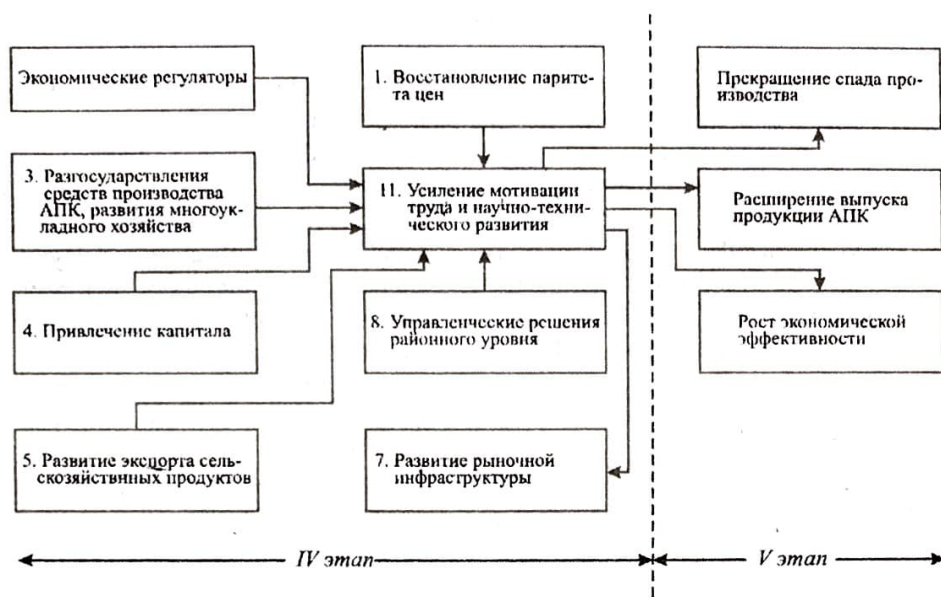 Экономические регуляторы
1. Восстановление парите-
та цен
Прекращение спада про-
изводства
3. Разгосударствления
средств производства
АПК, развития многоук-
кладного хозяйства
11. Усиление мотивации
труда и научно-техни-
ческого развития
Расширение выпуска
продукции АПК
4. Привлечение капитала
8. Управленческие решения
районного уровня
Рост экономической
эффективности
5. Развитие экспорта сель-
скозяйствнных продуктов
7. Развитие рыночной
инфраструктуры
IV этап
V этап